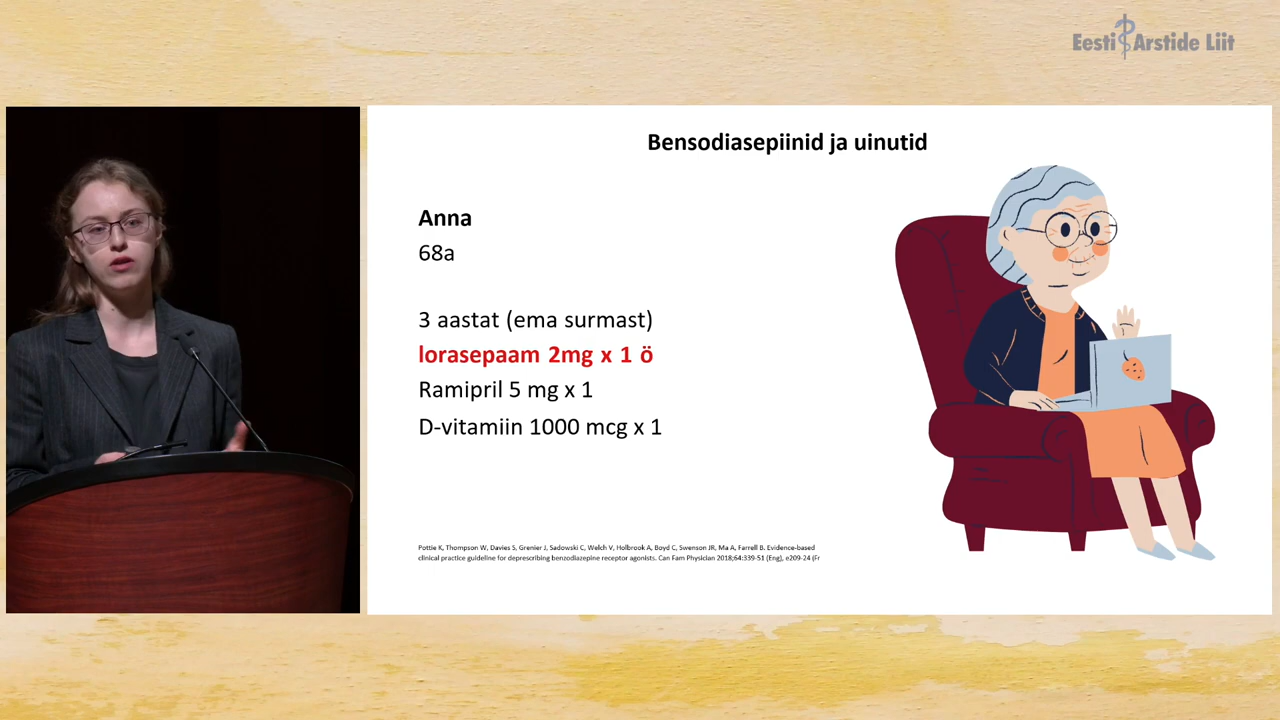 Eesti Arstide Liit
Bensodiasepiinid ja uinutid
Anna
68a
3 aastat (ema surmast)
lorasepaam 2mg x 1 ö
Ramipril 5 mg x 1
D-vitamiin 1000 mcg x 1
Pottie K, Thompson W, Davies S, Grenier J, Sadowski C, Welch V, Holbrook A, Boyd C, Swenson JR, Ma A, Farrell B. Evidence-based
clinical practice guideline for deprescribing benzodiazepine receptor agonists. Can Fam Physician 2018;64:339-51 (Eng), e209-24 (Fr